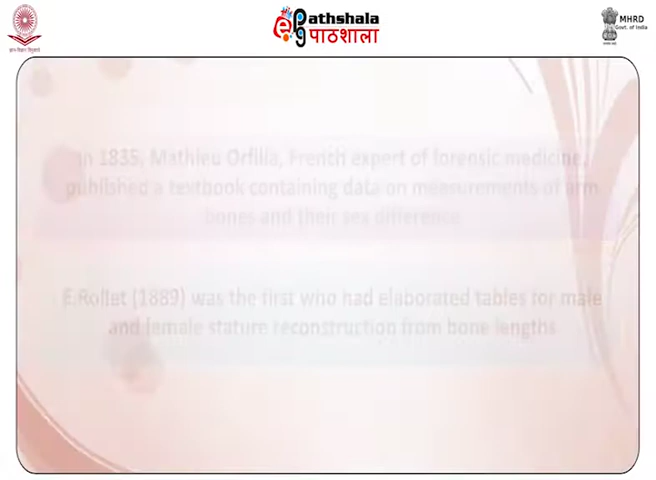 ePG athshala
पाठशाला
MHRD
Govt. of India
In 1835, Mathieu Orfilla, French expert of forensic medicine,
published a textbook containing data on measurements of arm
bones and their sex difference
E.Rollet (1889) was the first who had elaborated tables for male
and female stature reconstruction from bone lengths